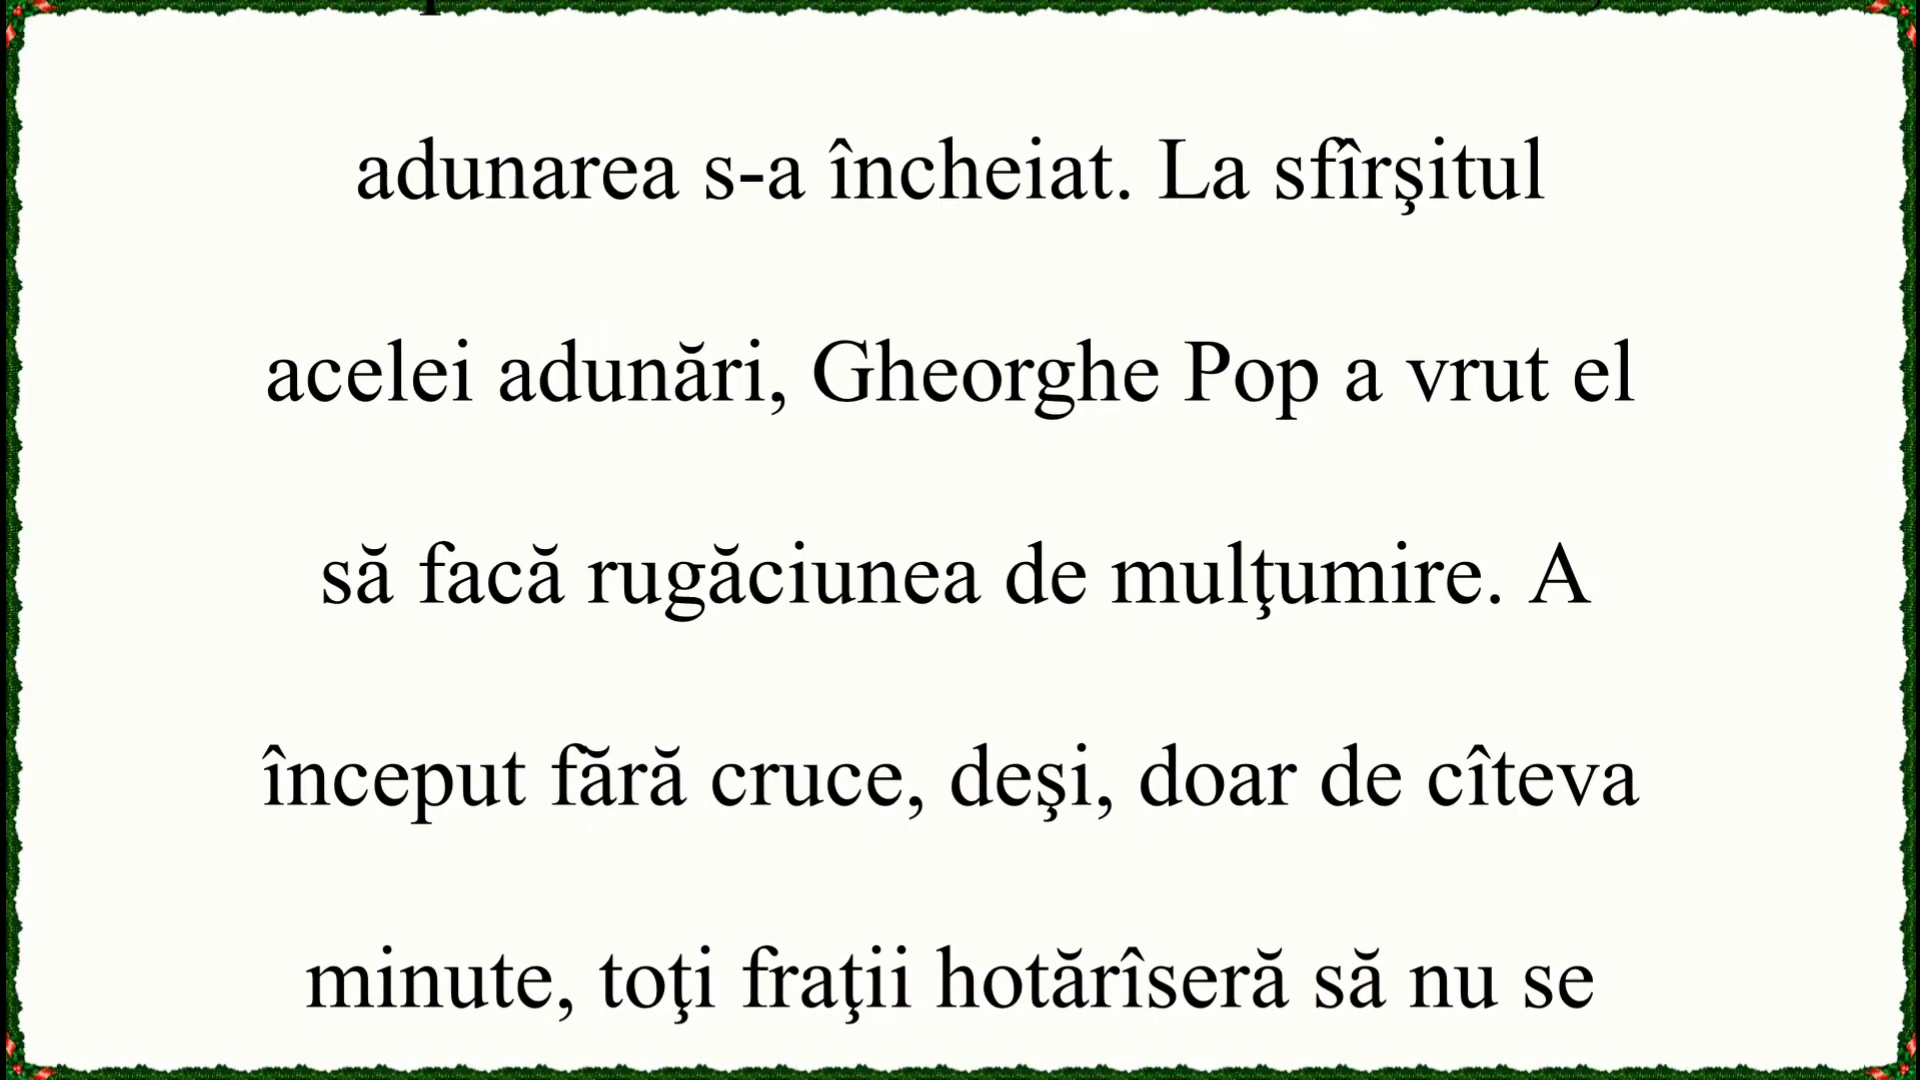 adunarea s-a încheiat. La sfîrşitul
acelei adunări, Gheorghe Pop a vrut el
să facă rugăciunea de mulţumire. A
început fără cruce, deşi, doar de cîteva
minute, toţi fraţii hotărîseră să nu se